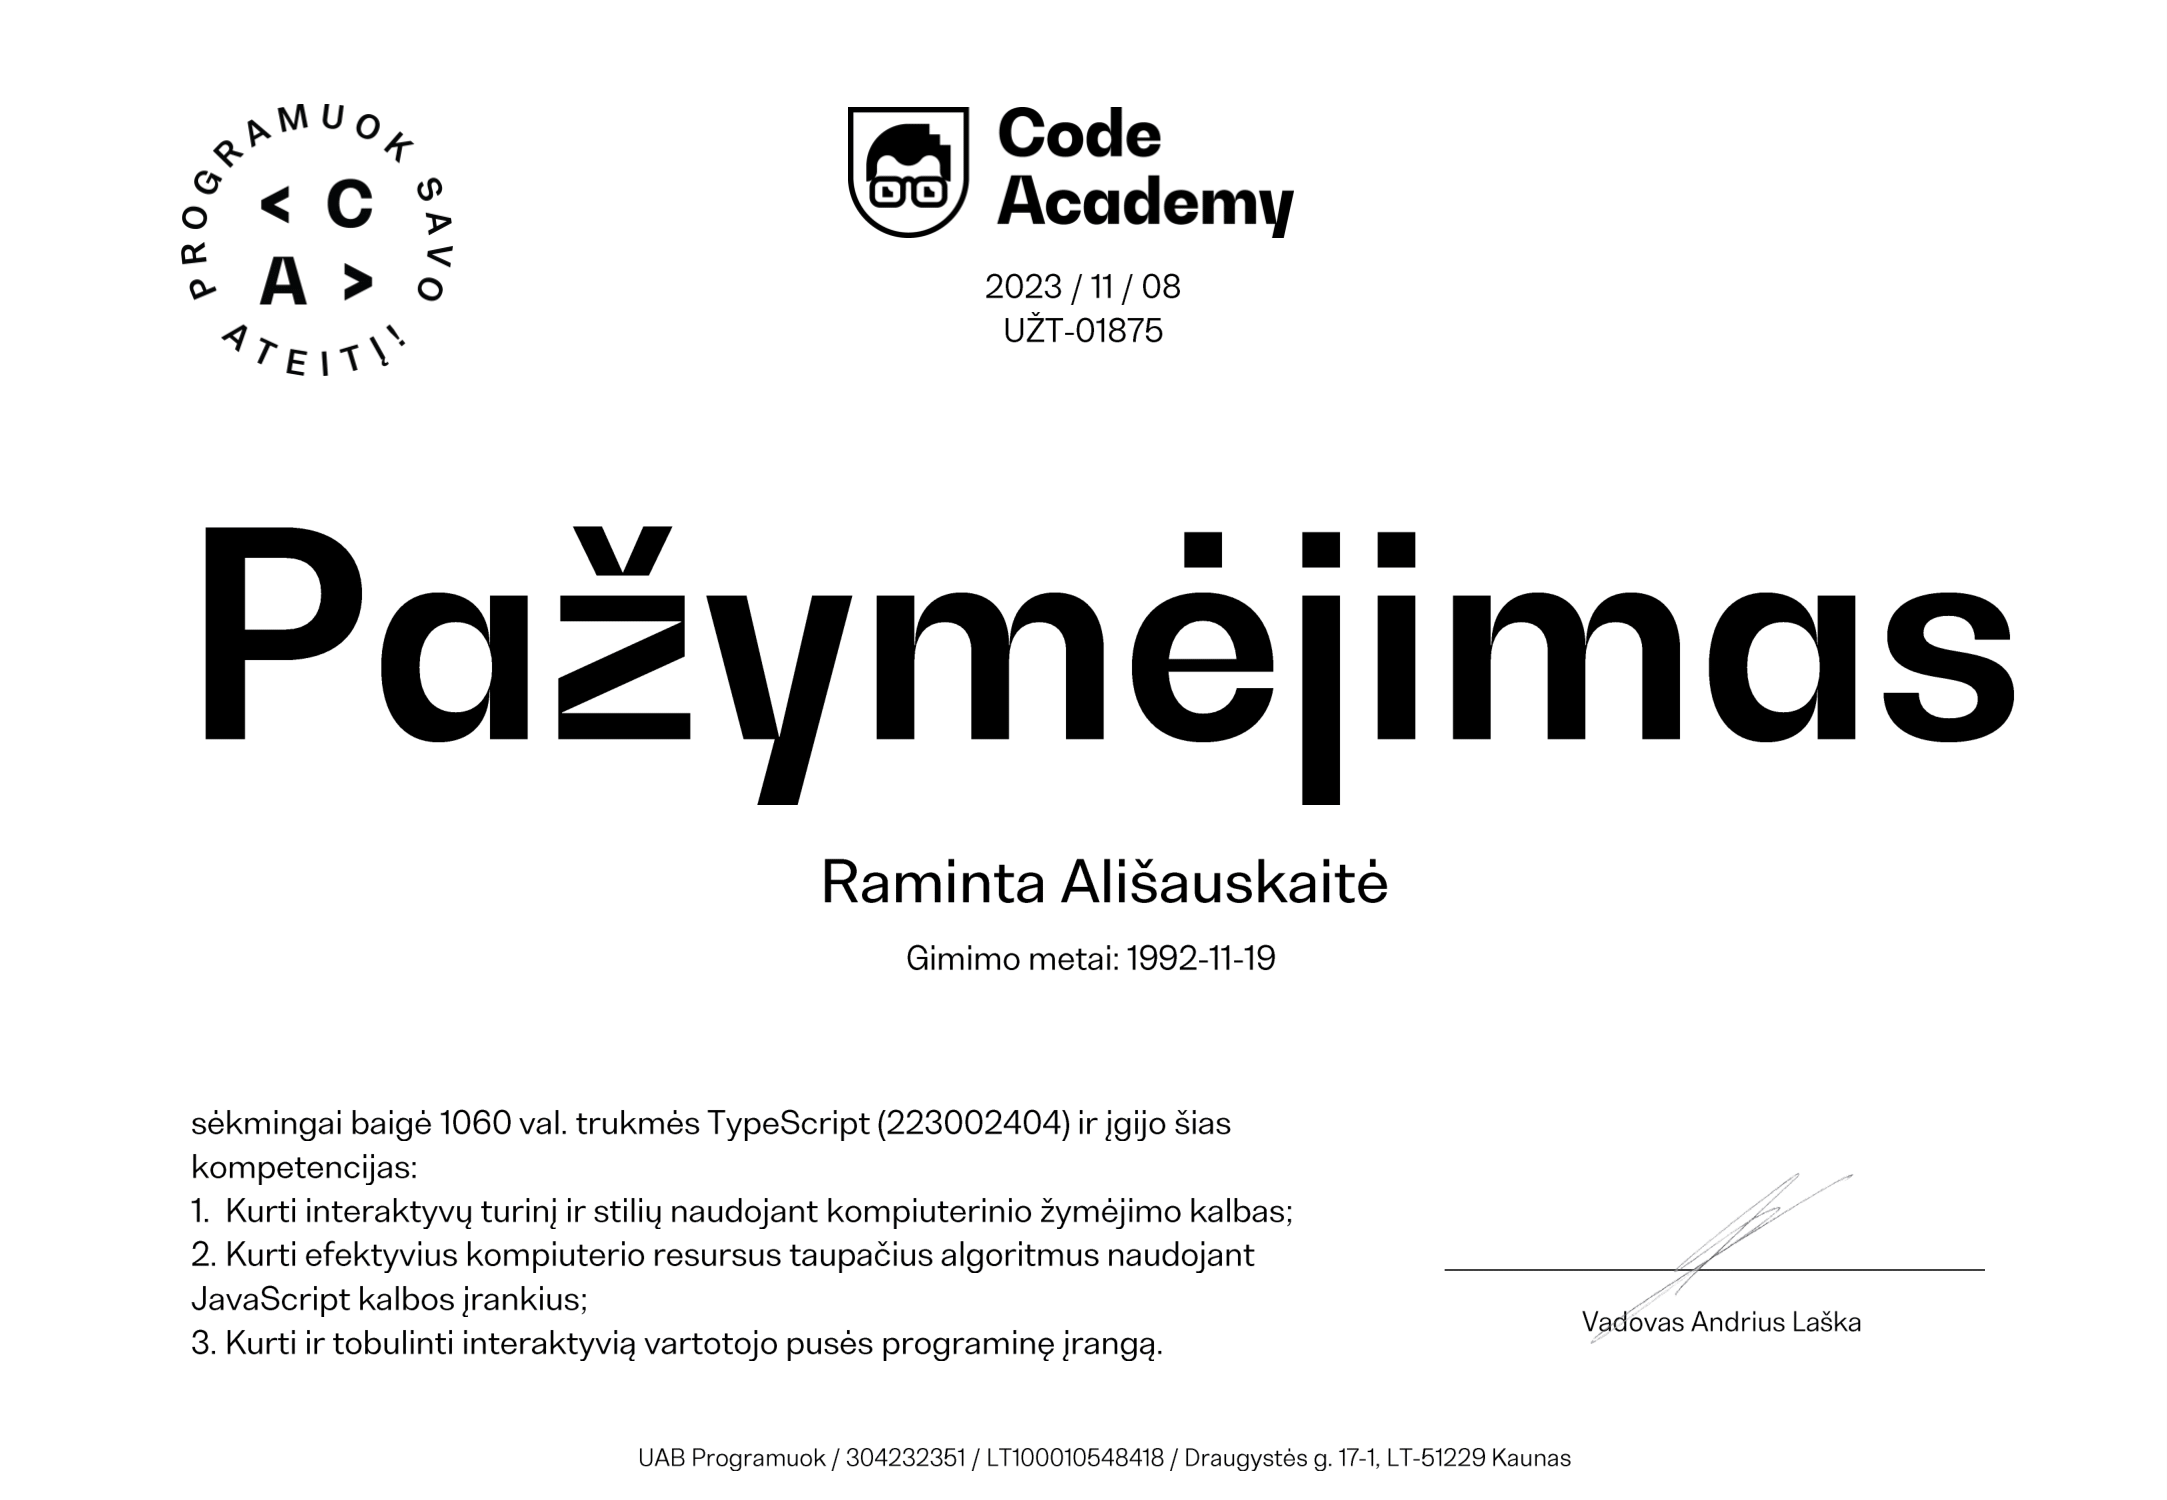 PROGRAMUOK SAVO ATEITĮ!
< C
A >
Code
Academy
2023 / 11 / 08
UŽT-01875
Pažymėjimas
Raminta Ališauskaitė
Gimimo metai: 1992-11-19
sėkmingai baigė 1060 val. trukmės TypeScript (223002404) ir įgijo šias
kompetencijas:
1. Kurti interaktyvų turinį ir stilių naudojant kompiuterinio žymėjimo kalbas;
2. Kurti efektyvius kompiuterio resursus taupačius algoritmus naudojant
JavaScript kalbos įrankius;
3. Kurti ir tobulinti interaktyvią vartotojo pusės programinę įrangą.
Vadovas Andrius Laška
UAB Programuok / 304232351 / LT100010548418 / Draugystės g. 17-1, LT-51229 Kaunas